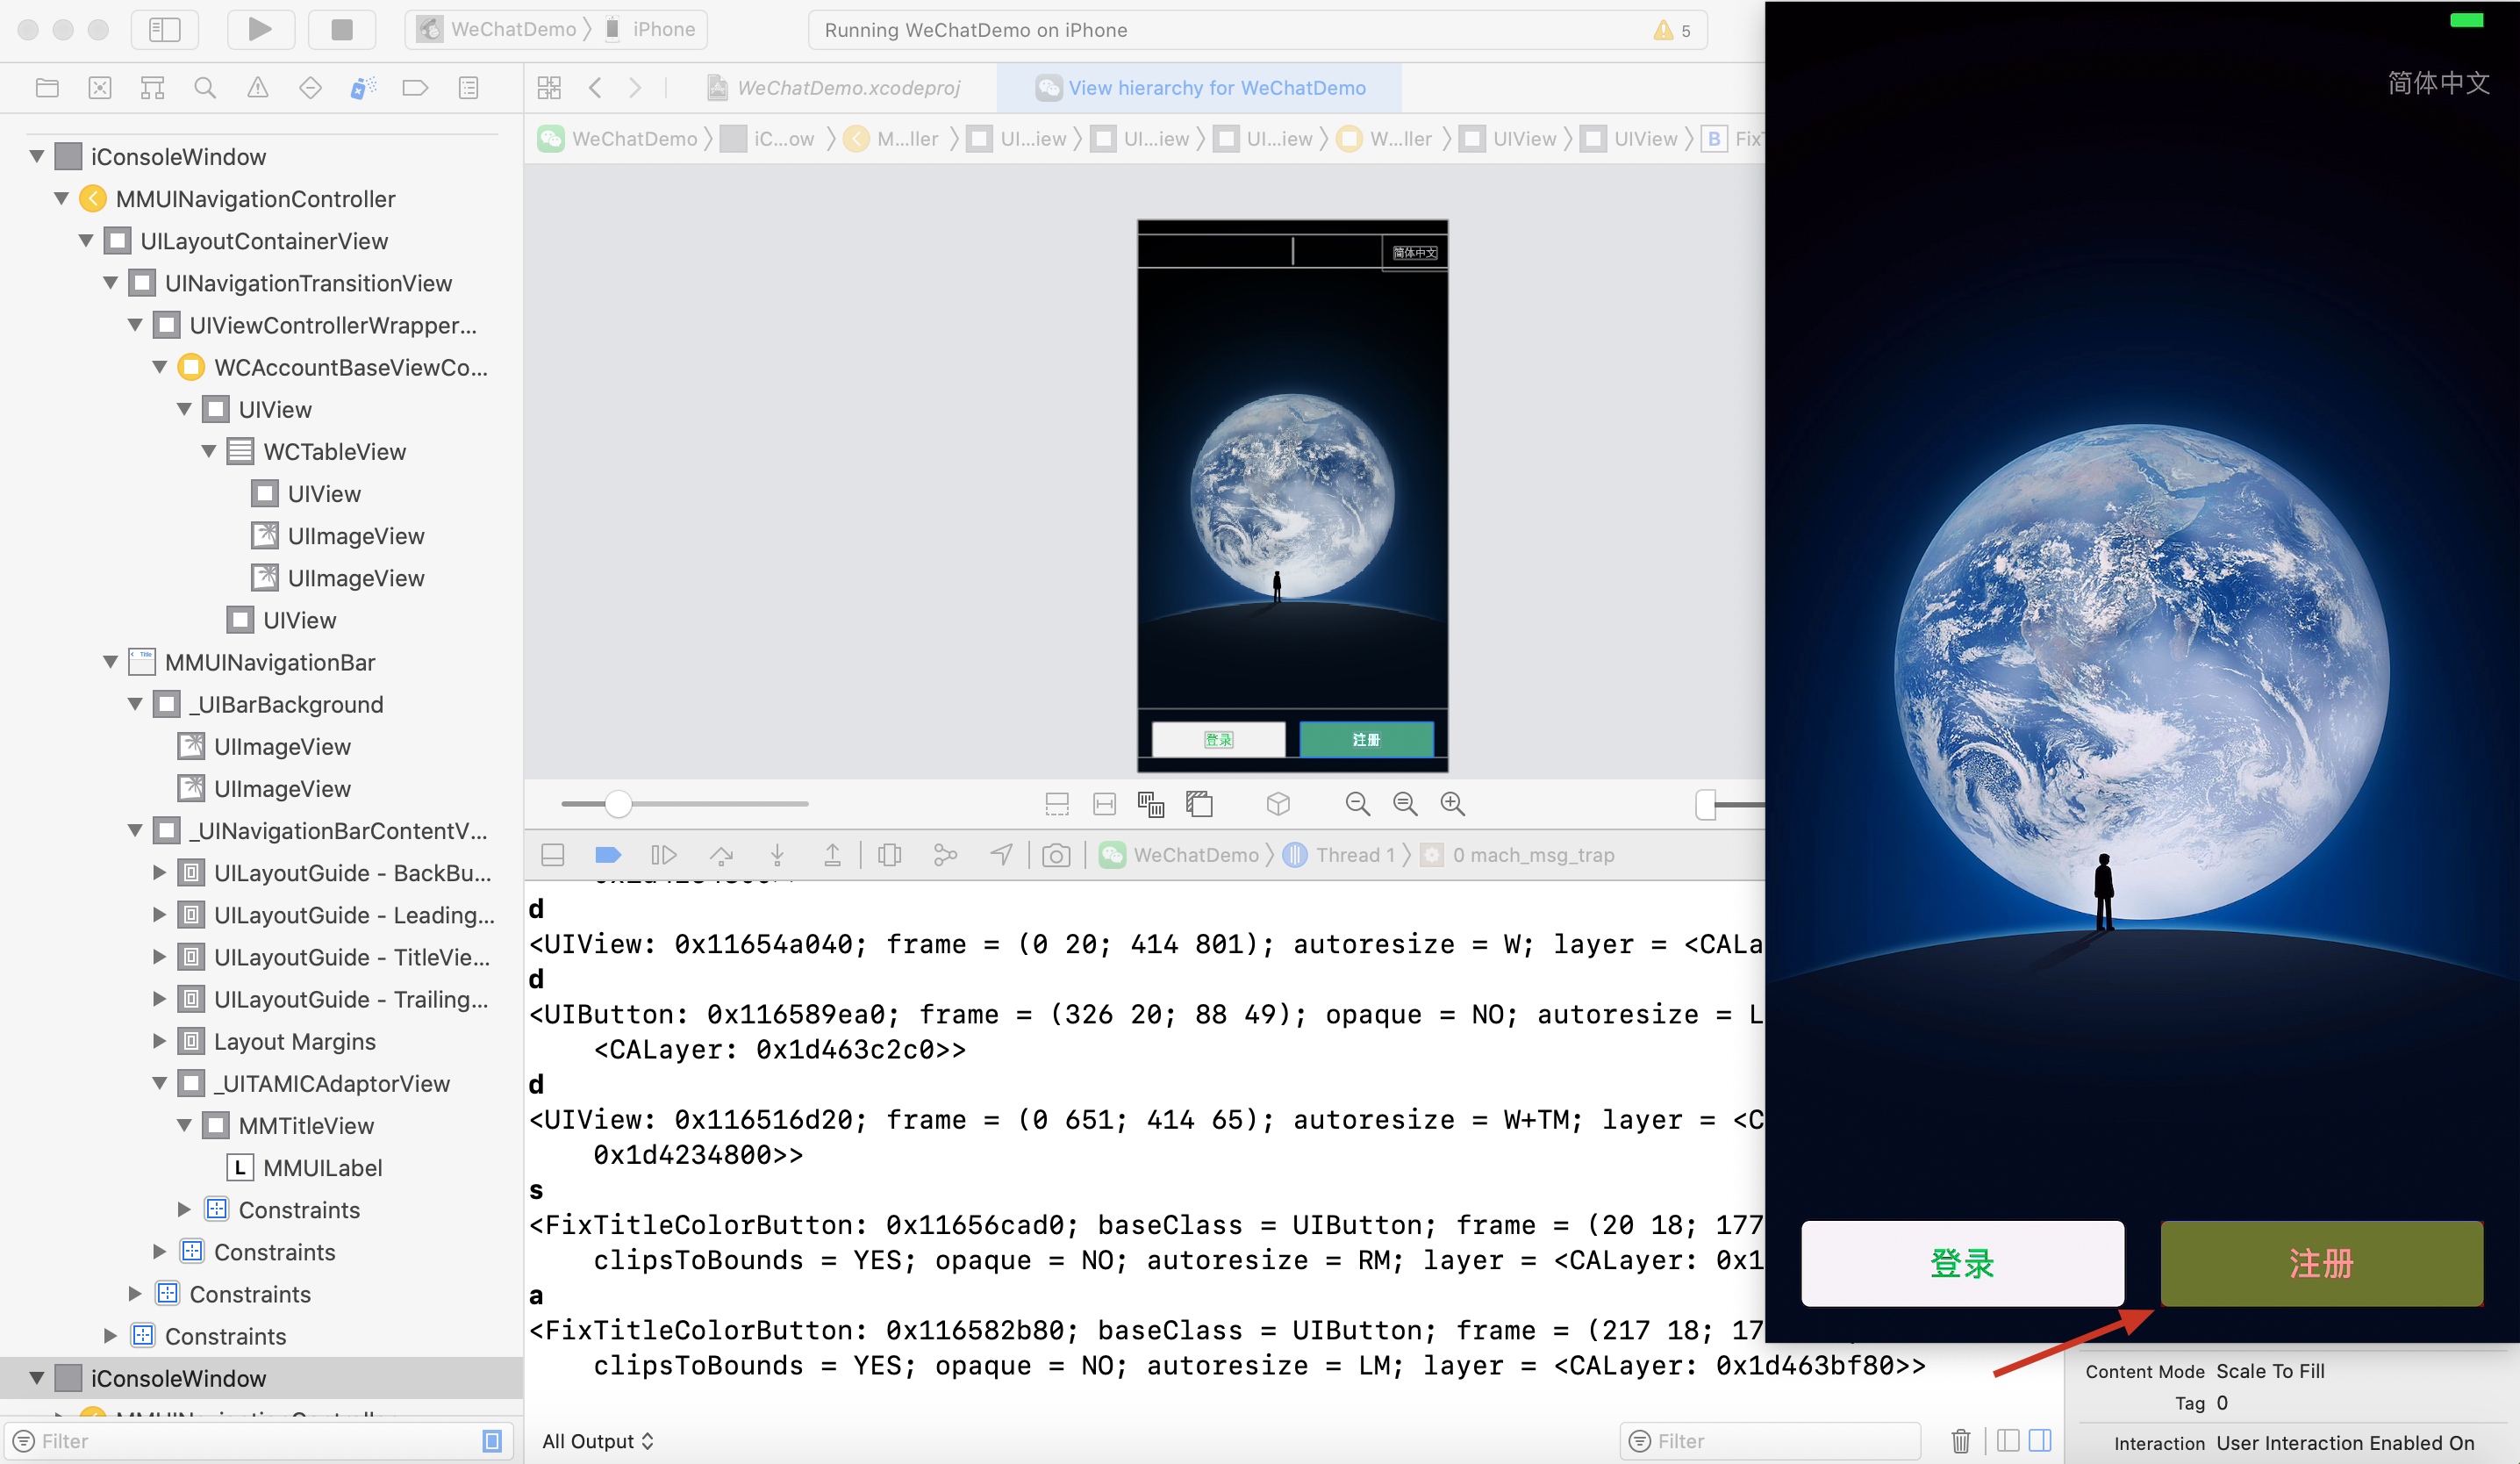 WeChatDemo 〉 iPhone
Running WeChatDemo on iPhone
5
WeChatDemo.xcodeproj
View hierarchy for WeChatDemo
WeChatDemo 〉 iC...ow 〉 M...ller 〉 UI...iew 〉 UI...iew 〉 UI...iew 〉 W...ller 〉 UIView 〉 UIView 〉 B
iConsoleWindow
MMUINavigationController
UILayoutContainerView
UINavigationTransitionView
UIViewControllerWrapper...
WCAccountBaseViewCo...
UIView
WCTableView
UIView
UIImageView
UIImageView
UIView
MMUINavigationBar
_UIBarBackground
UIImageView
UIImageView
_UINavigationBarContentV...
UILayoutGuide - BackBu...
UILayoutGuide - Leading...
UILayoutGuide - TitleVie...
UILayoutGuide - Trailing...
Layout Margins
_UITAMICAdaptorView
MMTitleView
L MMUILabel
Constraints
Constraints
Constraints
Constraints
iConsoleWindow
Filter
简体中文
登录
注册
WeChatDemo 〉 Thread 1 〉 0 mach_msg_trap
d
<UIView: 0x11654a040; frame = (0 20; 414 801); autoresize = W; layer = <CALa
d
<UIButton: 0x116589ea0; frame = (326 20; 88 49); opaque = NO; autoresize = L
<CALayer: 0x1d463c2c0>>
d
<UIView: 0x116516d20; frame = (0 651; 414 65); autoresize = W+TM; layer = <C
0x1d4234800>>
s
<FixTitleColorButton: 0x11656cad0; baseClass = UIButton; frame = (20 18; 177
clipsToBounds = YES; opaque = NO; autoresize = RM; layer = <CALayer: 0x1
a
<FixTitleColorButton: 0x116582b80; baseClass = UIButton; frame = (217 18; 17
clipsToBounds = YES; opaque = NO; autoresize = LM; layer = <CALayer: 0x1d463bf80>>
All Output
Filter
简体中文
登录
注册
Content Mode Scale To Fill
Tag 0
Interaction User Interaction Enabled On